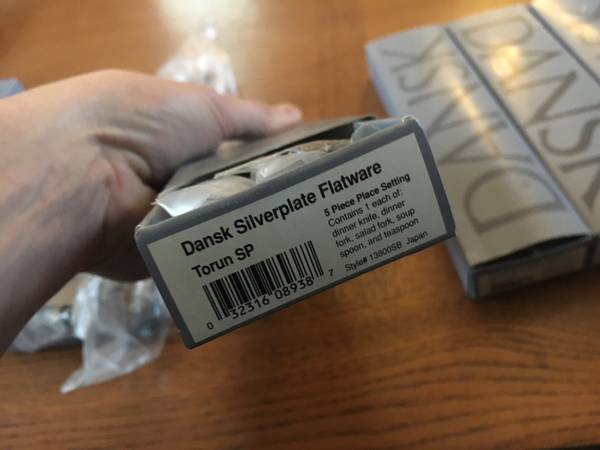 Dansk Silverplate Flatware
Torun SP
5 Piece Place Setting
Contains 1 each of:
dinner knife, dinner
fork, salad fork, soup
spoon, and teaspoon
0 32316 08938 7
Style# 13800SB Japan
DANSK
DANSK